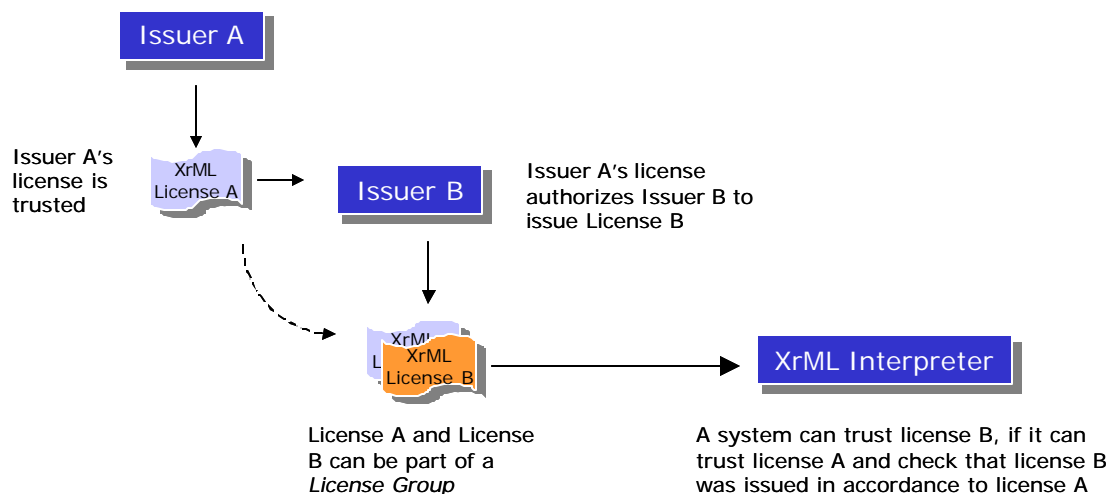 Issuer A
Issuer A's
license is
trusted
XrML
License A
Issuer B
Issuer A's license
authorizes Issuer B to
issue License B
XrML
L
XrML
License B
XrML Interpreter
License A and License
B can be part of a
License Group
A system can trust license B, if it can
trust license A and check that license B
was issued in accordance to license A